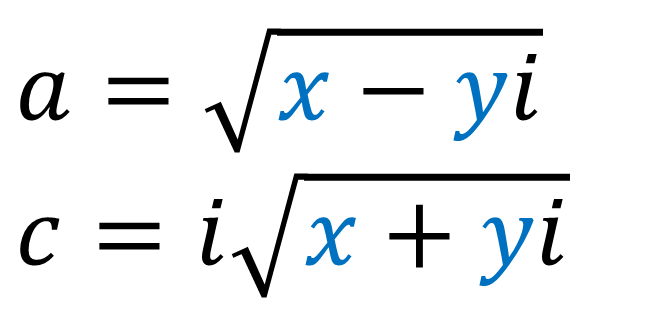 a = √(x − yi)
c = i√(x + yi)